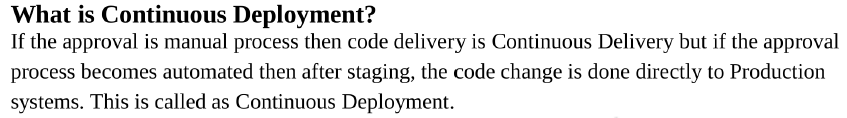 What is Continuous Deployment?
If the approval is manual process then code delivery is Continuous Delivery but if the approval
process becomes automated then after staging, the code change is done directly to Production
systems. This is called as Continuous Deployment.